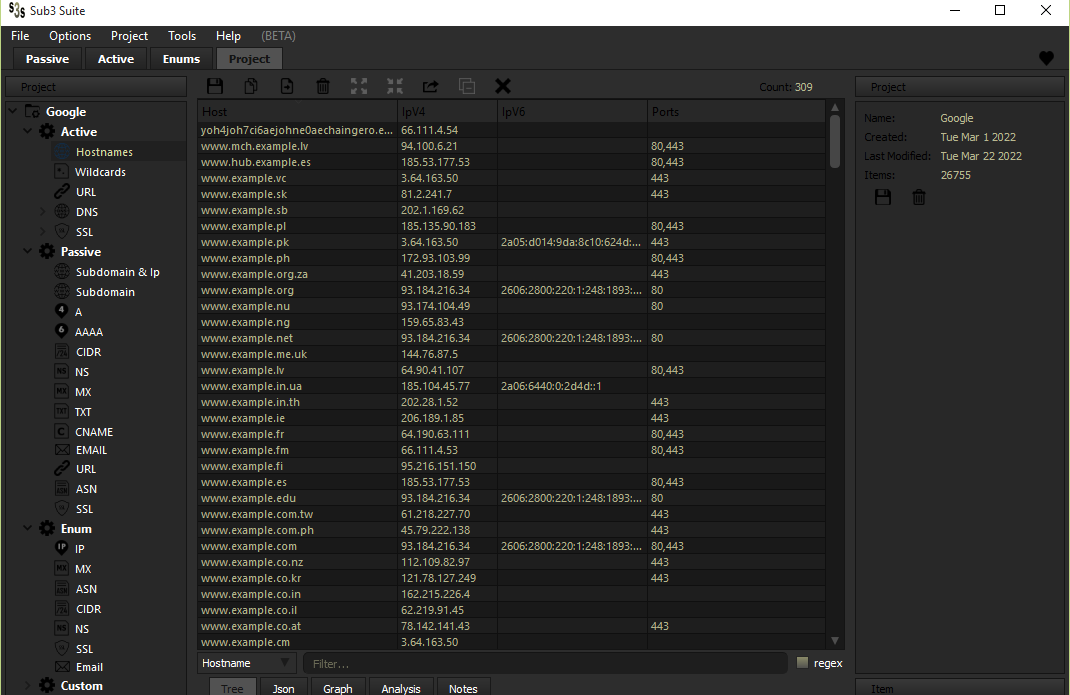 S3S Sub3 Suite
File Options Project Tools Help (BETA)
Passive Active Enums Project
Project
Google
Active
Hostnames
Wildcards
URL
DNS
SSL
Passive
Subdomain & Ip
Subdomain
4 A
6 AAAA
CIDR
NS NS
MX MX
TXT TXT
C CNAME
EMAIL
URL
ASN ASN
SSL
Enum
IP IP
MX MX
ASN ASN
CIDR
NS NS
SSL
Email
Custom
Count: 309
Host IpV4 IpV6 Ports
yoh4joh7ci6aejohne0aechaingero.e... 66.111.4.54
www.mch.example.lv 94.100.6.21 80,443
www.hub.example.es 185.53.177.53 80,443
www.example.vc 3.64.163.50 443
www.example.sk 81.2.241.7 443
www.example.sb 202.1.169.62
www.example.pl 185.135.90.183 80,443
www.example.pk 3.64.163.50 2a05:d014:9da:8c10:624d:... 443
www.example.ph 172.93.103.99 80,443
www.example.org.za 41.203.18.59 443
www.example.org 93.184.216.34 2606:2800:220:1:248:1893:... 80
www.example.nu 93.174.104.49 80
www.example.ng 159.65.83.43
www.example.net 93.184.216.34 2606:2800:220:1:248:1893:... 80
www.example.me.uk 144.76.87.5
www.example.lv 64.90.41.107 80,443
www.example.in.ua 185.104.45.77 2a06:6440:0:2d4d::1
www.example.in.th 202.28.1.52 443
www.example.ie 206.189.1.85 443
www.example.fr 64.190.63.111 80,443
www.example.fm 66.111.4.53 80,443
www.example.fi 95.216.151.150
www.example.es 185.53.177.53 80,443
www.example.edu 93.184.216.34 2606:2800:220:1:248:1893:... 80
www.example.com.tw 61.218.227.70 443
www.example.com.ph 45.79.222.138 443
www.example.com 93.184.216.34 2606:2800:220:1:248:1893:... 80,443
www.example.co.nz 112.109.82.97 443
www.example.co.kr 121.78.127.249 443
www.example.co.in 162.215.226.4
www.example.co.il 62.219.91.45
www.example.co.at 78.142.141.43 443
www.example.cm 3.64.163.50
Hostname Filter... regex
Tree Json Graph Analysis Notes
Project
Name: Google
Created: Tue Mar 1 2022
Last Modified: Tue Mar 22 2022
Items: 26755
Item